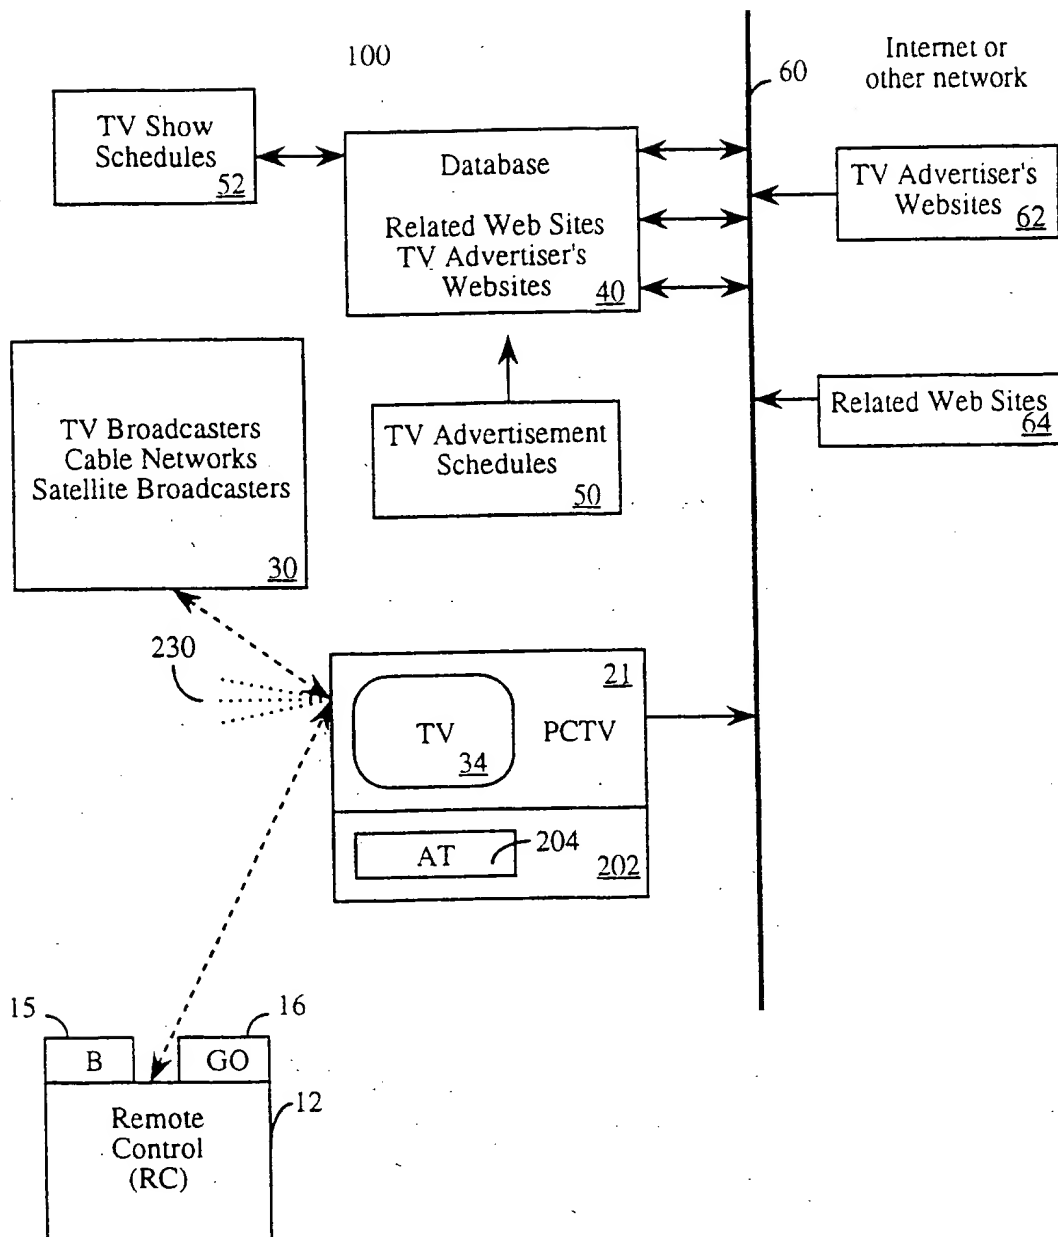 100
60
Internet or
other network
TV Show
Schedules
52
Database
Related Web Sites
TV Advertiser's
Websites
40
TV Advertiser's
Websites
62
TV Broadcasters
Cable Networks
Satellite Broadcasters
30
TV Advertisement
Schedules
50
Related Web Sites
64
230
TV
34
PCTV
21
AT
204
202
15
16
B
GO
12
Remote
Control
(RC)